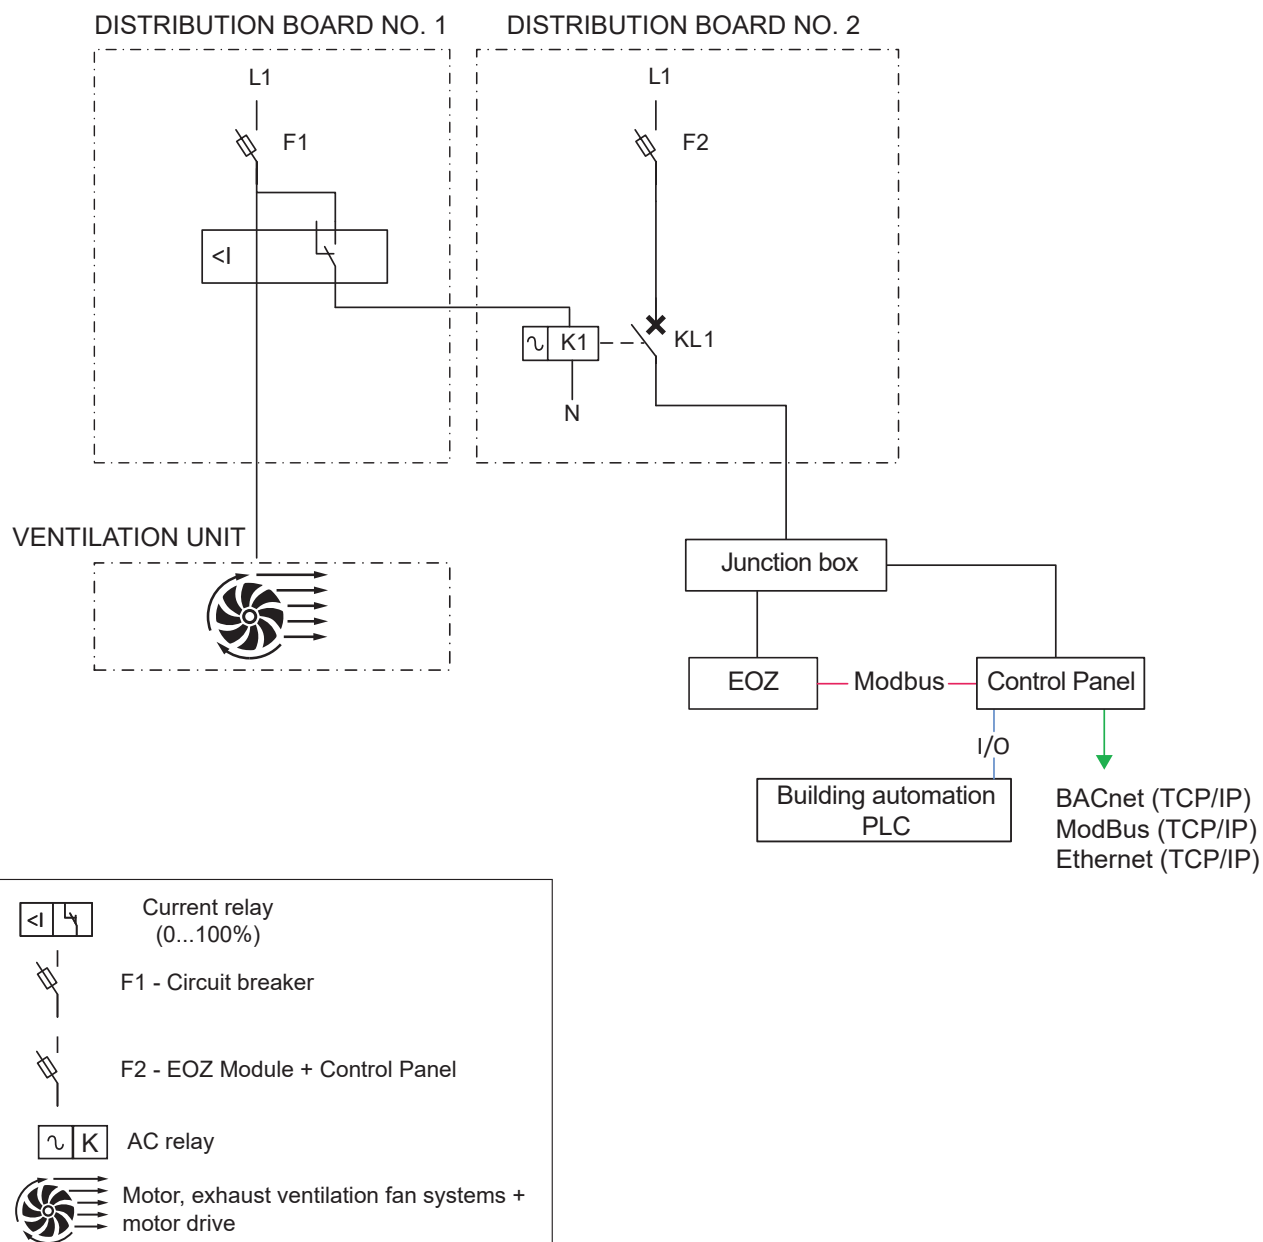 DISTRIBUTION BOARD NO. 1
DISTRIBUTION BOARD NO. 2
L1
F1
<I
L1
F2
K1
KL1
N
VENTILATION UNIT
Junction box
EOZ
Modbus
Control Panel
I/O
Building automation
PLC
BACnet (TCP/IP)
ModBus (TCP/IP)
Ethernet (TCP/IP)
<I
Current relay
(0...100%)
F1 - Circuit breaker
F2 - EOZ Module + Control Panel
K
AC relay
Motor, exhaust ventilation fan systems +
motor drive